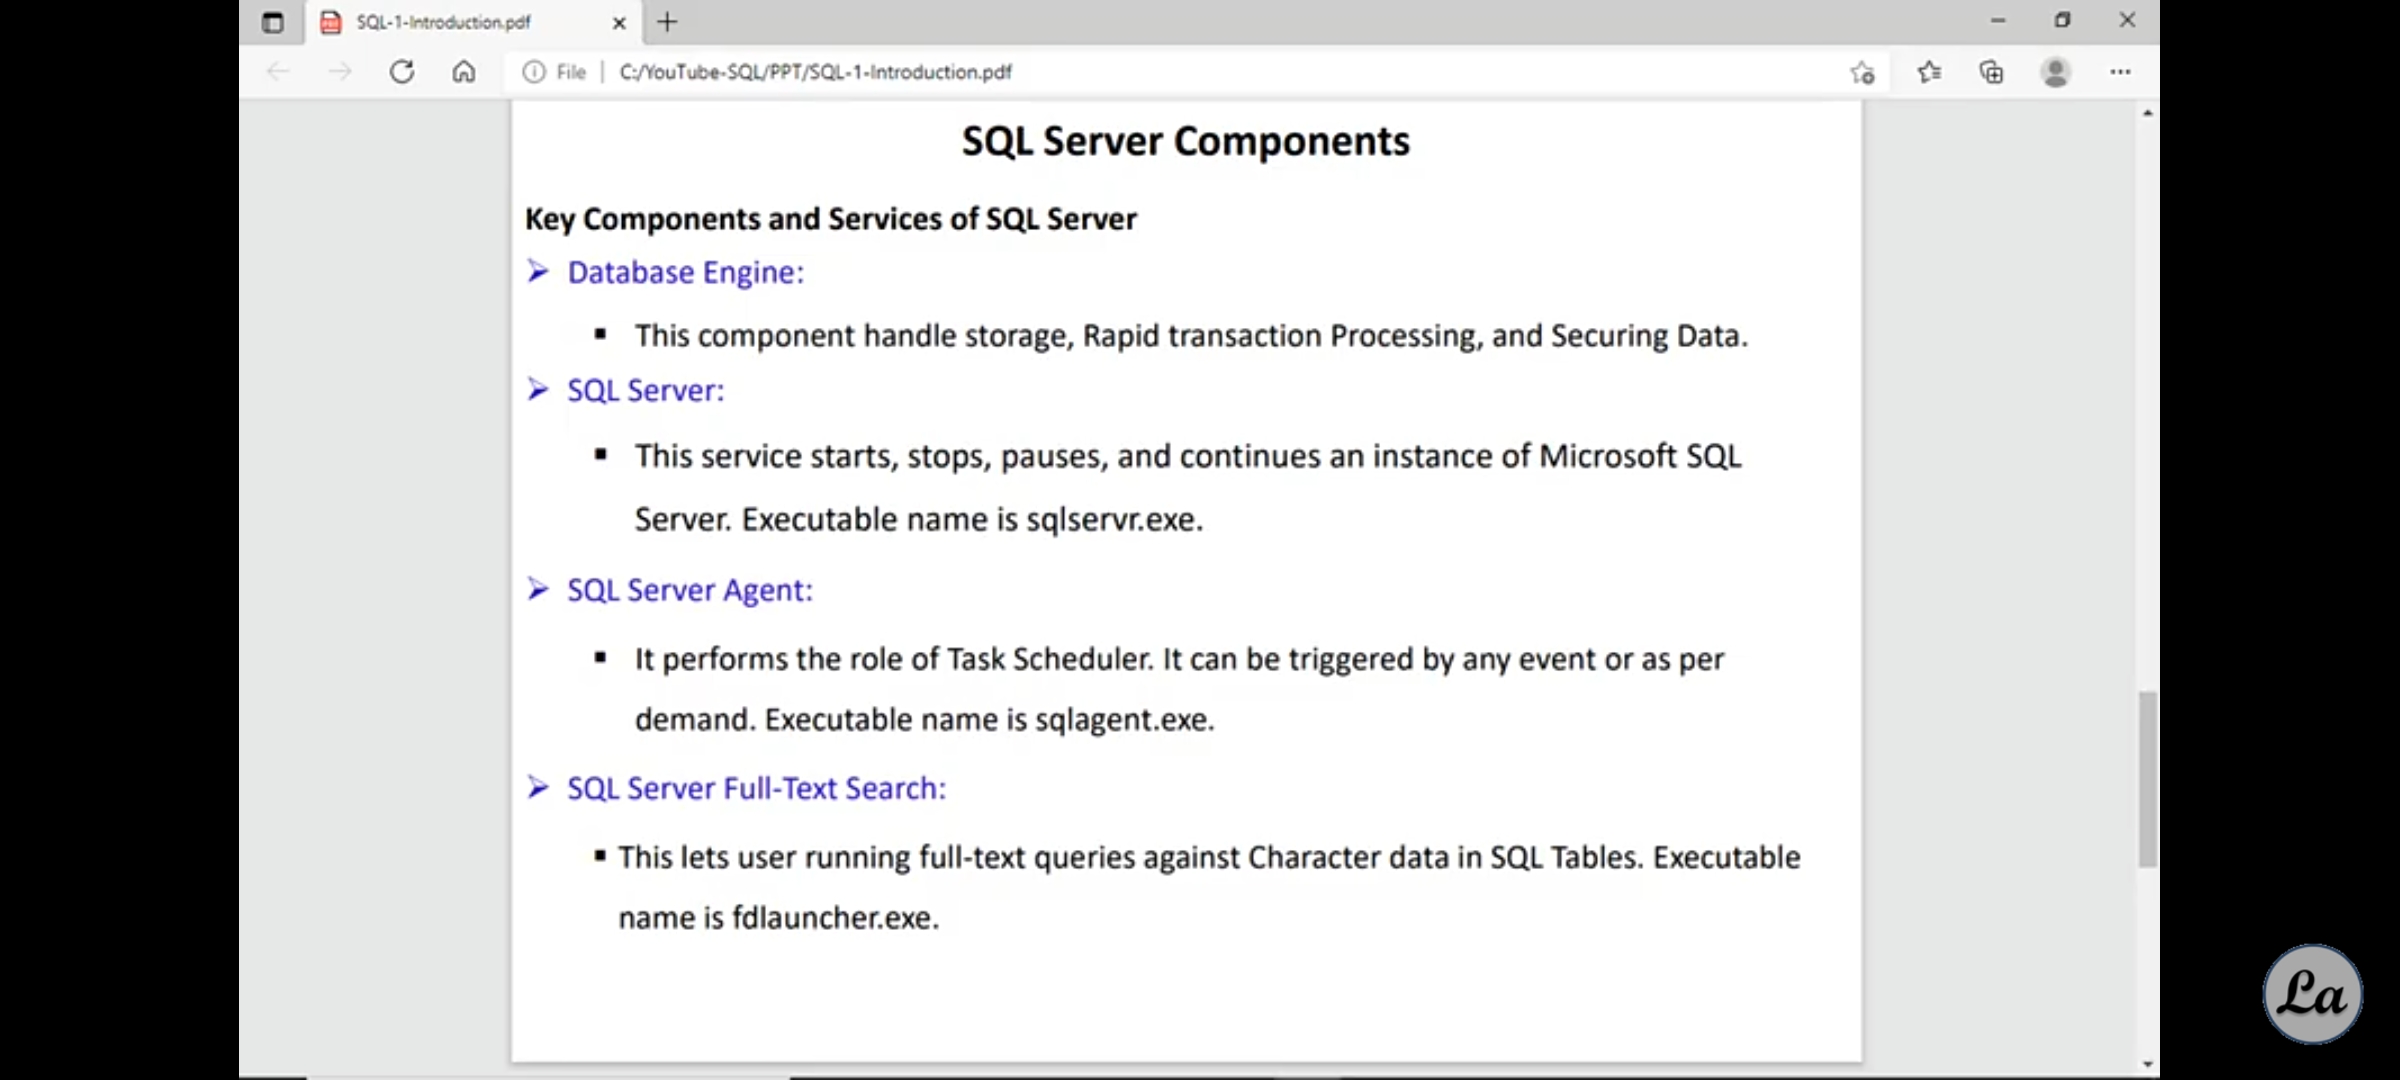 SQL-1-Introduction.pdf
File | C:/YouTube-SQL/PPT/SQL-1-Introduction.pdf
SQL Server Components
Key Components and Services of SQL Server
➢ Database Engine:
▪ This component handle storage, Rapid transaction Processing, and Securing Data.
➢ SQL Server:
▪ This service starts, stops, pauses, and continues an instance of Microsoft SQL
Server. Executable name is sqlservr.exe.
➢ SQL Server Agent:
▪ It performs the role of Task Scheduler. It can be triggered by any event or as per
demand. Executable name is sqlagent.exe.
➢ SQL Server Full-Text Search:
▪ This lets user running full-text queries against Character data in SQL Tables. Executable
name is fdlauncher.exe.
La